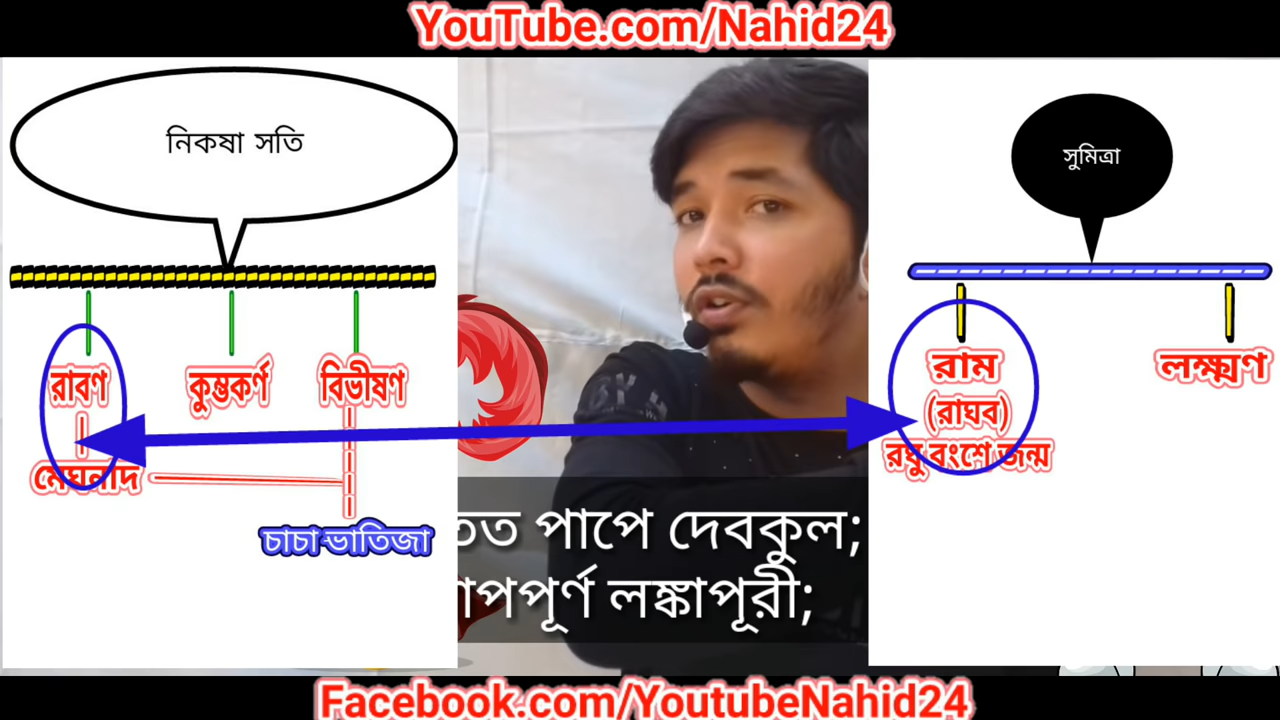 YouTube.com/Nahid24
নিকষা সতি
সুমিত্রা
রাবণ
কুম্ভকর্ণ
বিভীষণ
রাম
লক্ষ্মণ
(রাঘব)
রঘু বংশে জন্ম
মেঘনাদ
চাচা ভাতিজা
পাপে দেবকুল;
লঙ্কাপূরী;
Facebook.com/YoutubeNahid24